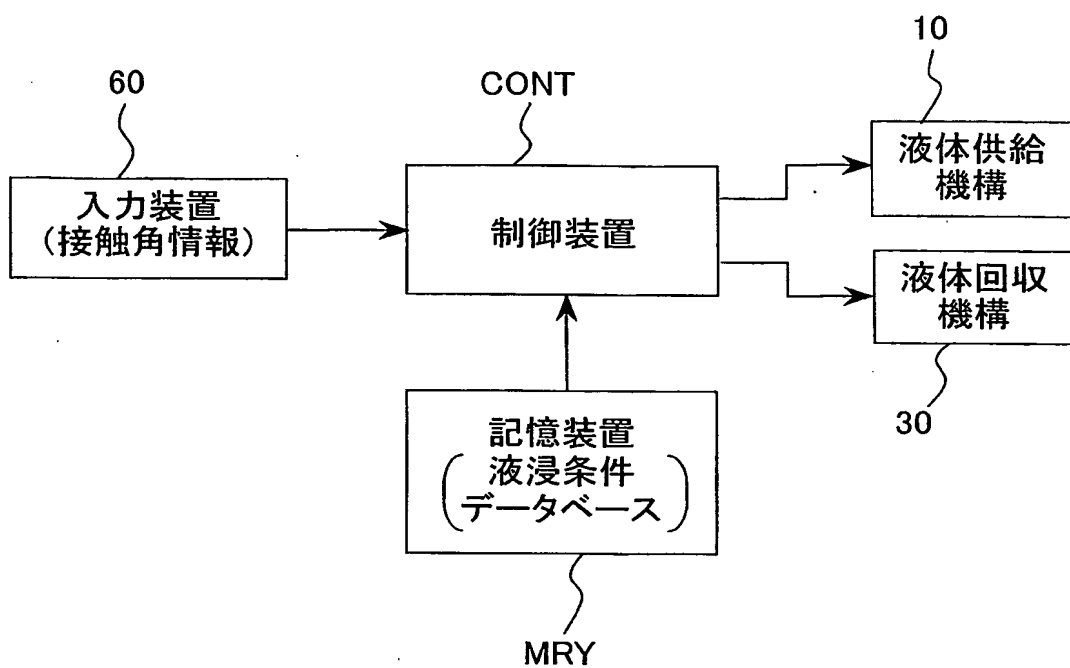 10
60
CONT
液体供給
機構
入力装置
（接触角情報）
制御装置
液体回収
機構
30
記憶装置
液浸条件
データベース
MRY